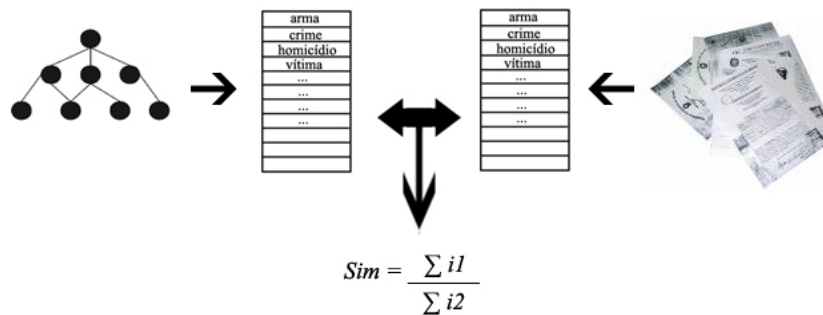 arma
crime
homicídio
vítima
...
...
...
...
arma
crime
homicídio
vítima
...
...
...
...
Sim = ∑ i1
∑ i2